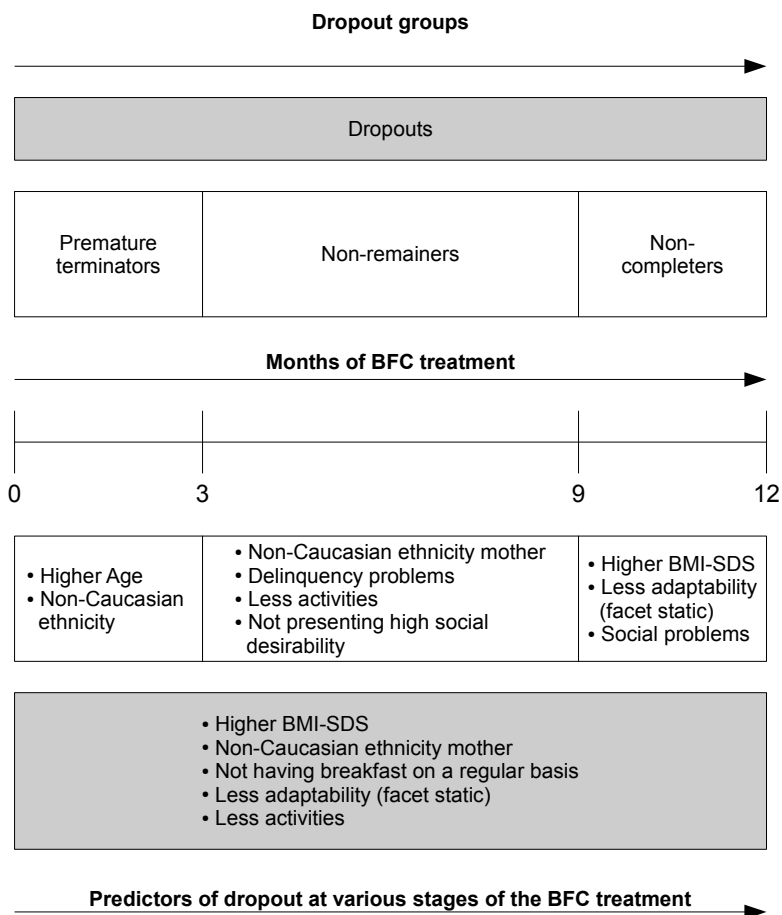 Dropout groups
Dropouts
Premature
terminators
Non-remainers
Non-
completers
Months of BFC treatment
0 3 9 12
• Higher Age
• Non-Caucasian
ethnicity
• Non-Caucasian ethnicity mother
• Delinquency problems
• Less activities
• Not presenting high social
desirability
• Higher BMI-SDS
• Less adaptability
(facet static)
• Social problems
• Higher BMI-SDS
• Non-Caucasian ethnicity mother
• Not having breakfast on a regular basis
• Less adaptability (facet static)
• Less activities
Predictors of dropout at various stages of the BFC treatment